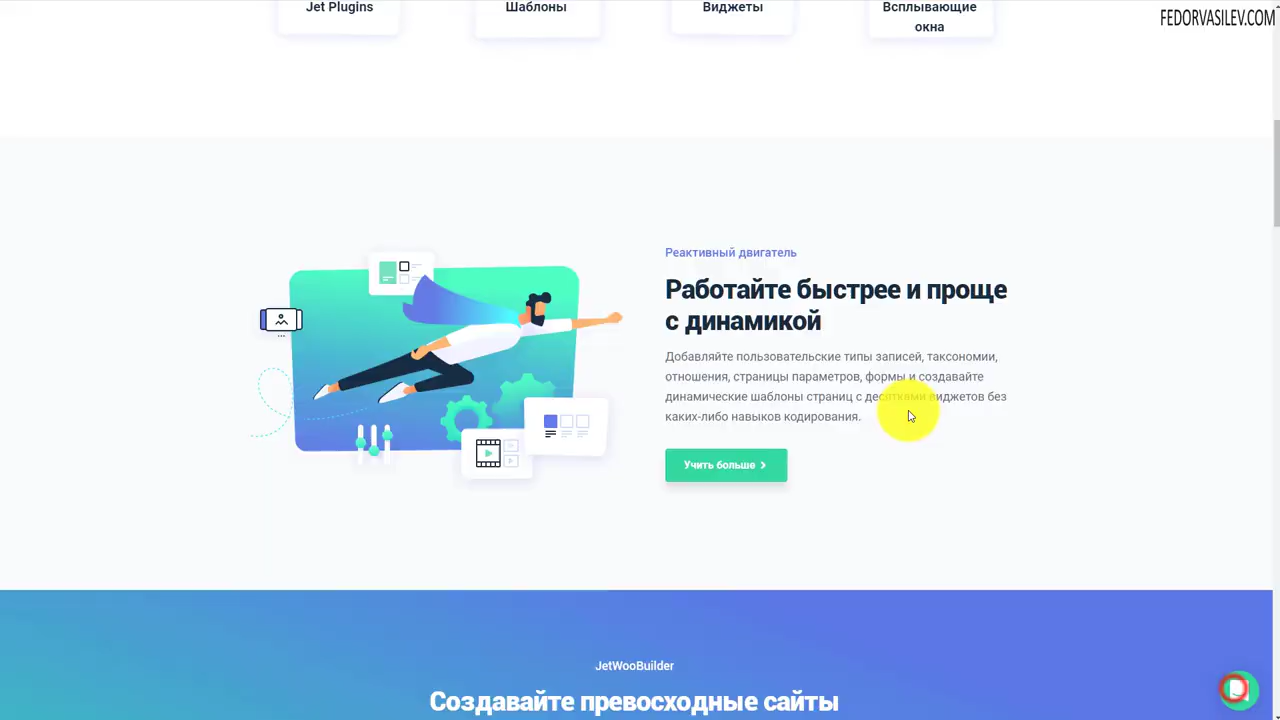 Jet Plugins
Шаблоны
Виджеты
Всплывающие
окна
FEDORVASILEV.COM
Реактивный двигатель
Работайте быстрее и проще
с динамикой
Добавляйте пользовательские типы записей, таксономии,
отношения, страницы параметров, формы и создавайте
динамические шаблоны страниц с десятками виджетов без
каких-либо навыков кодирования.
Учить больше
JetWooBuilder
Создавайте превосходные сайты